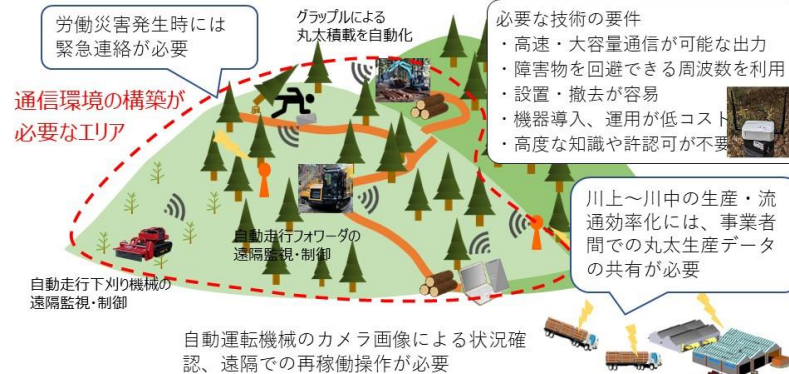 労働災害発生時には
緊急連絡が必要
グラップルによる
丸太積載を自動化
必要な技術の要件
・高速・大容量通信が可能な出力
・障害物を回避できる周波数を利用
・設置・撤去が容易
・機器導入、運用が低コスト
・高度な知識や許認可が不要
通信環境の構築が
必要なエリア
川上～川中の生産・流
通効率化には、事業者
間での丸太生産データ
の共有が必要
自動走行フォワーダの
遠隔監視・制御
自動走行下刈り機械の
遠隔監視・制御
自動運転機械のカメラ画像による状況確
認、遠隔での再稼働操作が必要